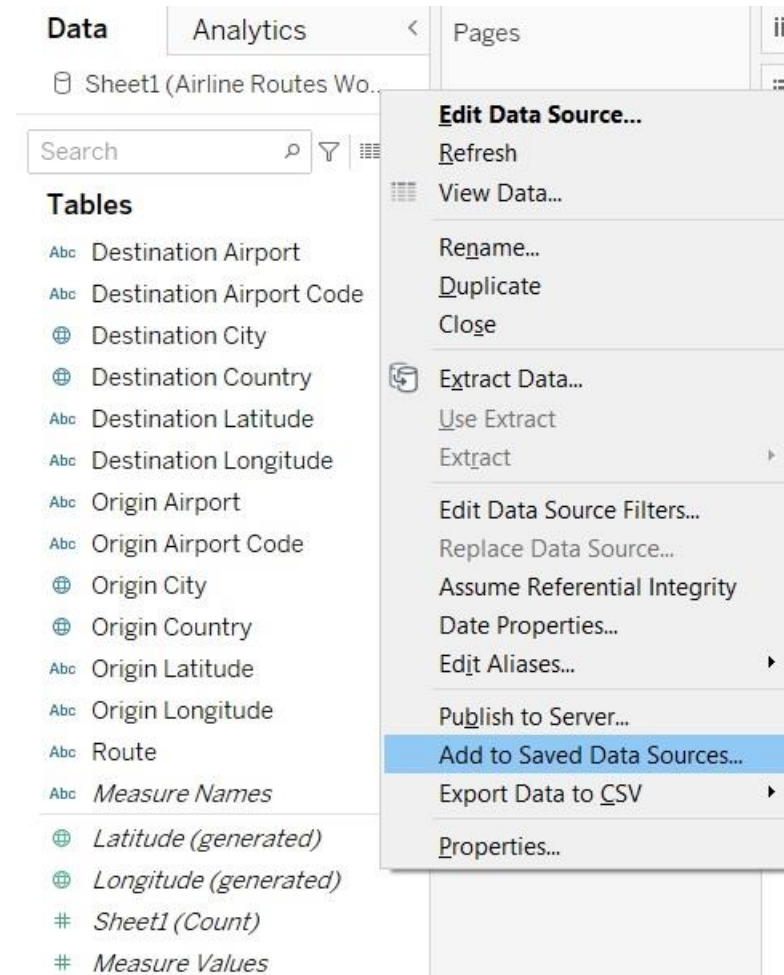 Data
Analytics
Pages
Sheet1 (Airline Routes Wo...
Search
Tables
Abc Destination Airport
Abc Destination Airport Code
Destination City
Destination Country
Abc Destination Latitude
Abc Destination Longitude
Abc Origin Airport
Abc Origin Airport Code
Origin City
Origin Country
Abc Origin Latitude
Abc Origin Longitude
Abc Route
Abc Measure Names
Latitude (generated)
Longitude (generated)
# Sheet1 (Count)
# Measure Values
Edit Data Source...
Refresh
View Data...
Rename...
Duplicate
Close
Extract Data...
Use Extract
Extract
Edit Data Source Filters...
Replace Data Source...
Assume Referential Integrity
Date Properties...
Edit Aliases...
Publish to Server...
Add to Saved Data Sources...
Export Data to CSV
Properties...